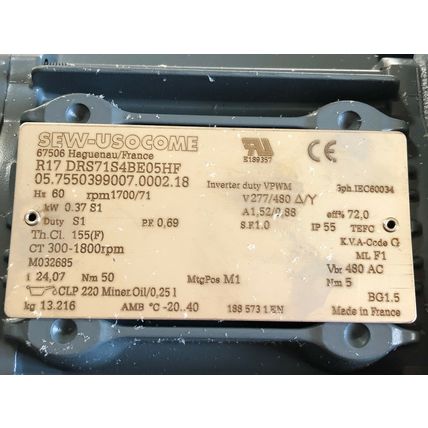 SEW-USOCOME
67506 Haguenau/France
R17 DRS71S4BE05HF
05.7550399007.0002.18
E189357
CE
Inverter duty VPWM
3ph.IEC60034
Hz 60 rpm1700/71
V 277/480 Δ/Y
kW 0.37 S1
A1,52/0,88 eff% 72,0
Duty S1 P.F. 0,69
S.F.1.0 IP 55 TEFC
Th.Cl. 155(F)
K.V.A-Code G
CT 300-1800rpm
ML F1
M032685
Vbr 480 AC
i 24,07 Nm 50 MtgPos M1
Nm 5
CLP 220 Miner.Oil/0,25 l
BG1.5
kg 13.216 AMB °C -20..40 188 573 1 EN Made in France